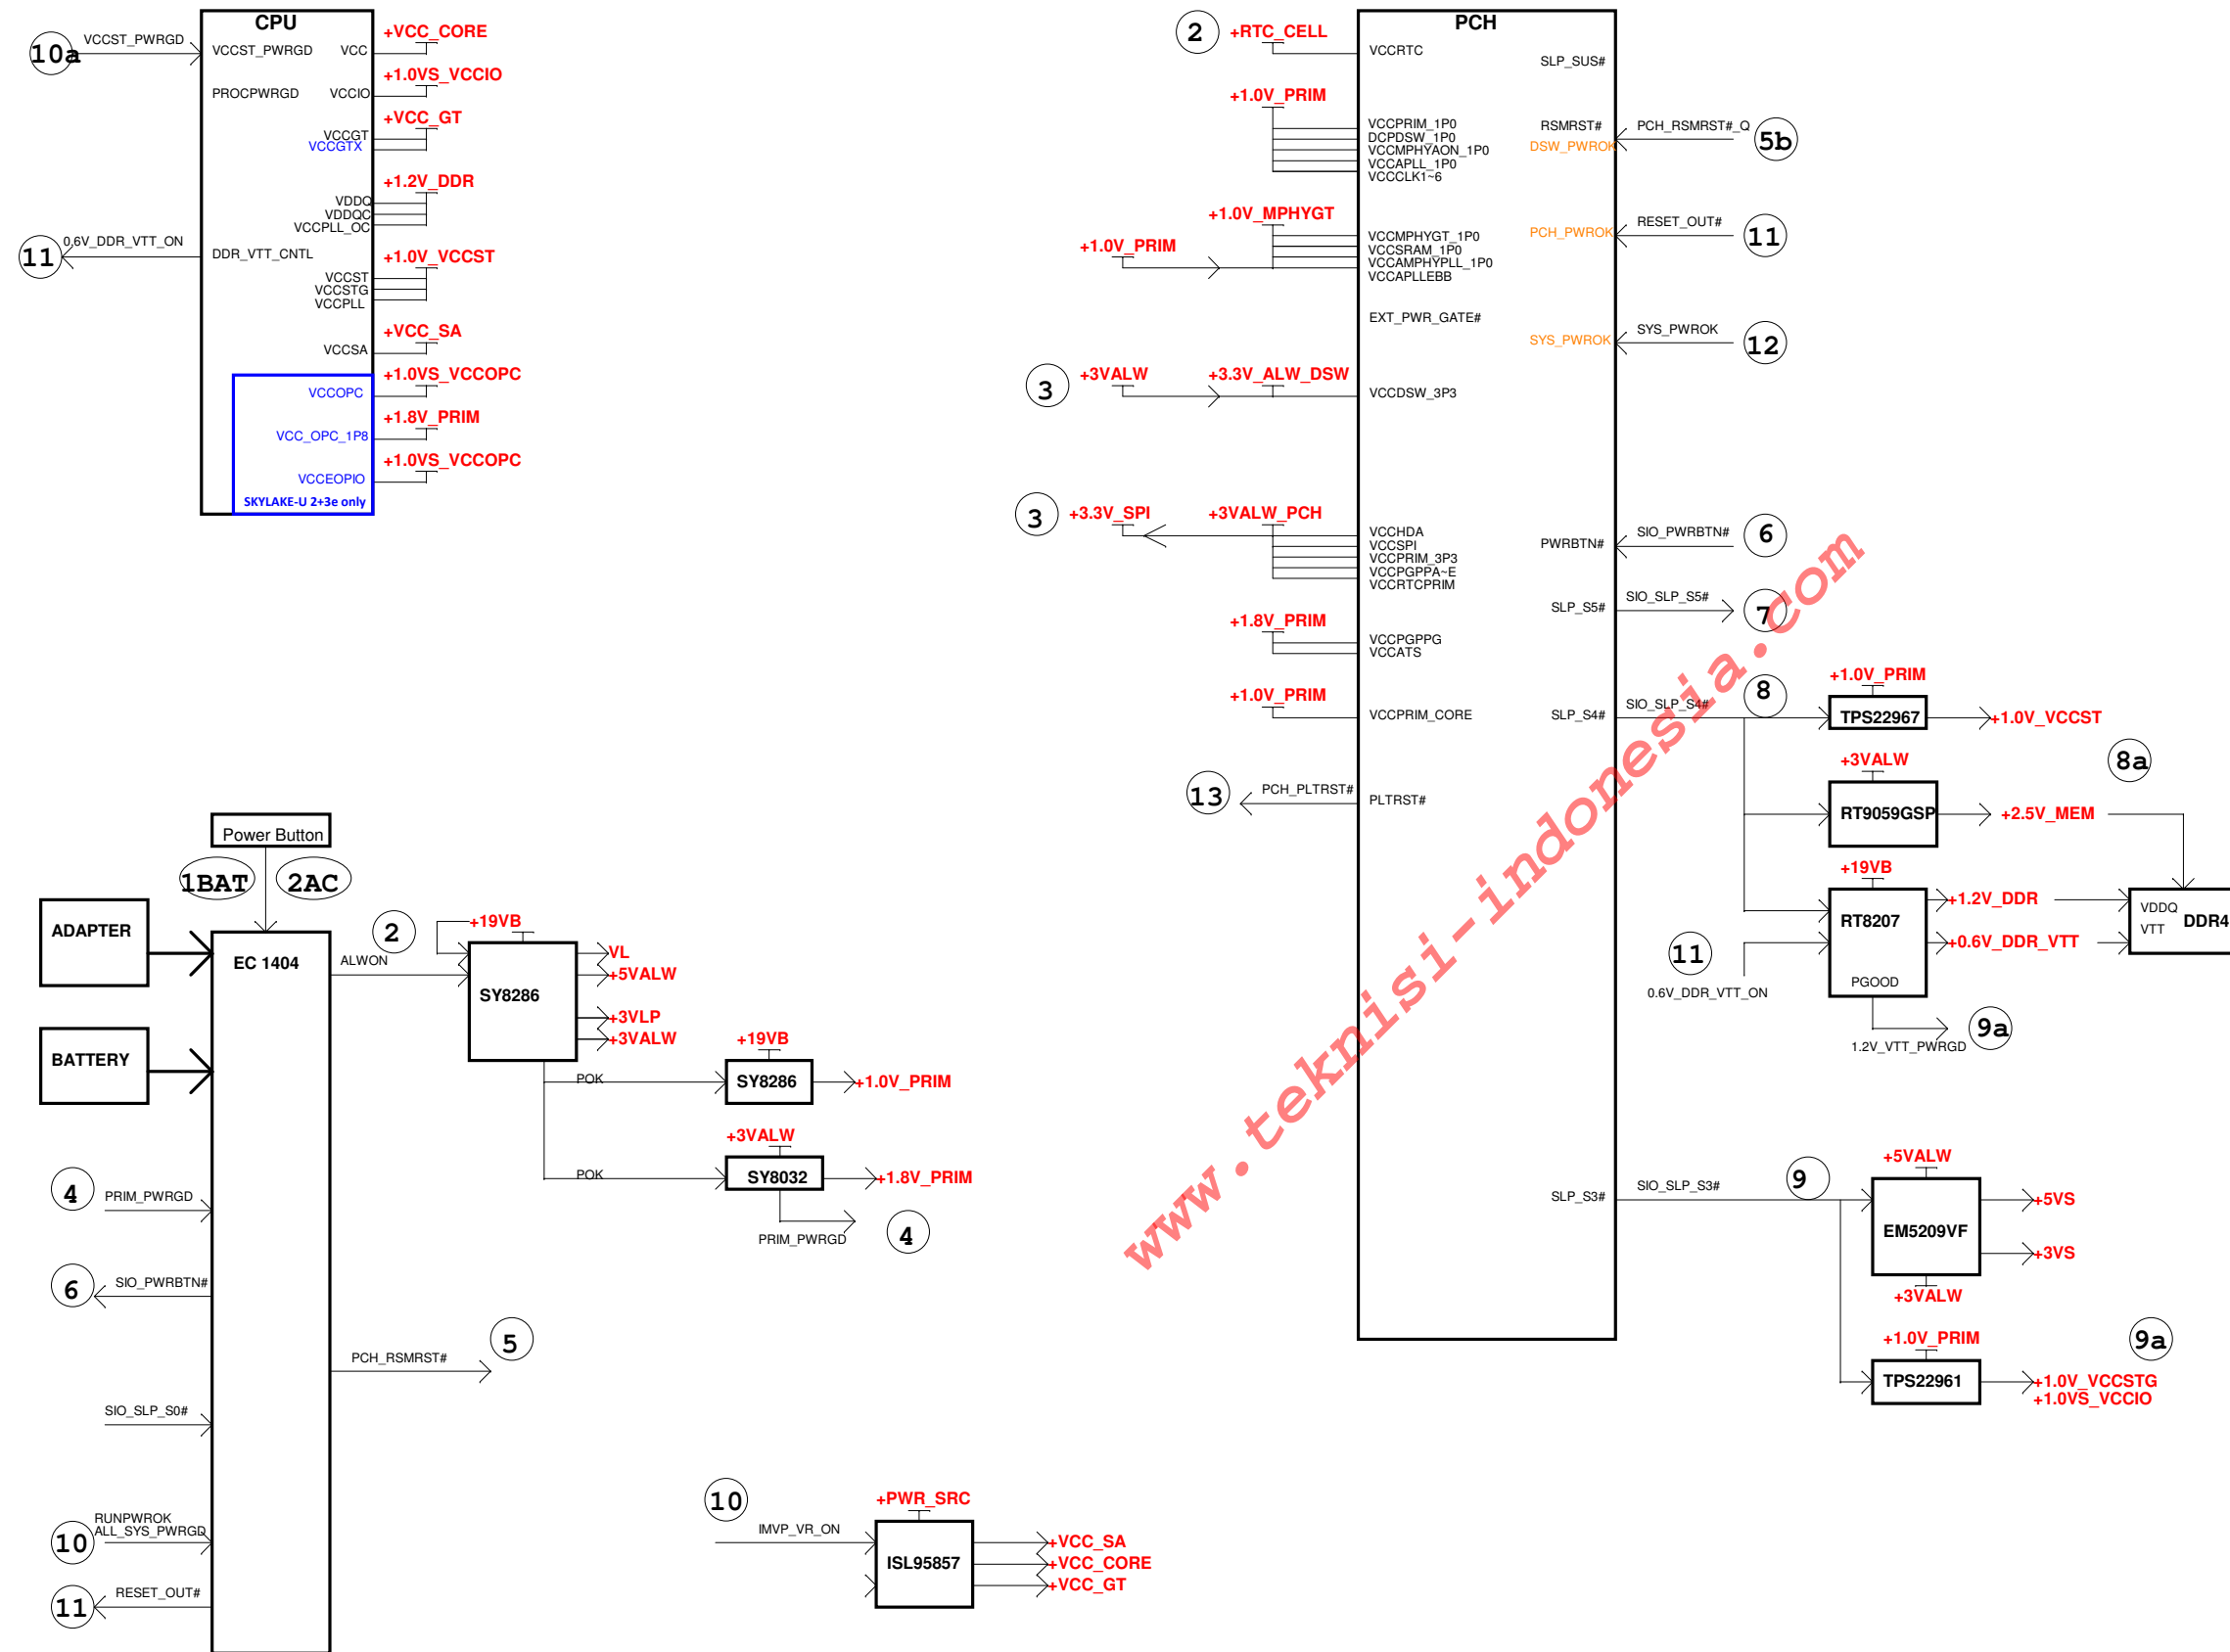 CPU
10a
VCCST_PWRGD
VCCST_PWRGD
VCC
+VCC_CORE
PROCPWRGD
VCCIO
+1.0VS_VCCIO
VCCGT
VCCGTX
+VCC_GT
VDDQ
VDDQC
VCCPLL_OC
+1.2V_DDR
11
0.6V_DDR_VTT_ON
DDR_VTT_CNTL
VCCST
VCCSTG
VCCPLL
+1.0V_VCCST
VCCSA
+VCC_SA
VCCOPC
+1.0VS_VCCOPC
VCC_OPC_1P8
+1.8V_PRIM
VCCEOPIO
+1.0VS_VCCOPC
SKYLAKE-U 2+3e only
PCH
2
+RTC_CELL
VCCRTC
SLP_SUS#
+1.0V_PRIM
VCCPRIM_1P0
DCPDSW_1P0
VCCMPHYAON_1P0
VCCAPLL_1P0
VCCCLK1~6
RSMRST#
DSW_PWROK
PCH_RSMRST#_Q
5b
+1.0V_MPHYGT
+1.0V_PRIM
VCCMPHYGT_1P0
VCCSRAM_1P0
VCCAMPHYPLL_1P0
VCCAPLLEBB
PCH_PWROK
RESET_OUT#
11
EXT_PWR_GATE#
SYS_PWROK
SYS_PWROK
12
3
+3VALW
+3.3V_ALW_DSW
VCCDSW_3P3
3
+3.3V_SPI
+3VALW_PCH
VCCHDA
VCCSPI
VCCPRIM_3P3
VCCPGPPA~E
VCCRTCPRIM
PWRBTN#
SIO_PWRBTN#
6
SLP_S5#
SIO_SLP_S5#
7
+1.8V_PRIM
VCCPGPPG
VCCATS
+1.0V_PRIM
VCCPRIM_CORE
SLP_S4#
SIO_SLP_S4#
8
+1.0V_PRIM
TPS22967
+1.0V_VCCST
8a
13
PCH_PLTRST#
PLTRST#
+3VALW
RT9059GSP
+2.5V_MEM
+19VB
RT8207
PGOOD
+1.2V_DDR
+0.6V_DDR_VTT
VDDQ
VTT
DDR4
11
0.6V_DDR_VTT_ON
9a
1.2V_VTT_PWRGD
SLP_S3#
SIO_SLP_S3#
9
+5VALW
EM5209VF
+3VALW
+5VS
+3VS
9a
+1.0V_PRIM
TPS22961
+1.0V_VCCSTG
+1.0VS_VCCIO
Power Button
1BAT
2AC
ADAPTER
BATTERY
EC 1404
ALWON
2
+19VB
SY8286
VL
+5VALW
+3VLP
+3VALW
POK
+19VB
SY8286
+1.0V_PRIM
POK
+3VALW
SY8032
+1.8V_PRIM
PRIM_PWRGD
4
4
PRIM_PWRGD
6
SIO_PWRBTN#
PCH_RSMRST#
5
SIO_SLP_S0#
10
RUNPWROK
ALL_SYS_PWRGD
11
RESET_OUT#
10
IMVP_VR_ON
+PWR_SRC
ISL95857
+VCC_SA
+VCC_CORE
+VCC_GT
www.teknisi-indonesia.com